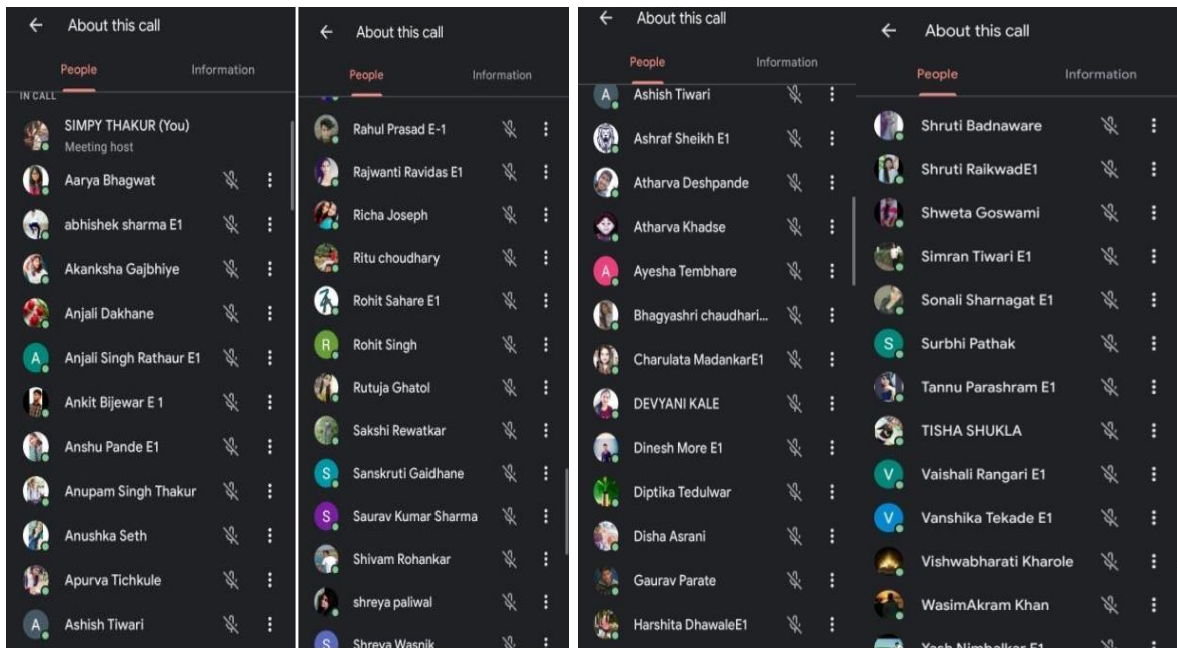 About this call
People
Information
IN CALL
SIMPY THAKUR (You)
Meeting host
Aarya Bhagwat
abhishek sharma E1
Akanksha Gajbhiye
Anjali Dakhane
A
Anjali Singh Rathaur E1
Ankit Bijewar E 1
Anshu Pande E1
Anupam Singh Thakur
Anushka Seth
Apurva Tichkule
A
Ashish Tiwari
About this call
People
Information
Rahul Prasad E-1
Rajwanti Ravidas E1
Richa Joseph
Ritu choudhary
Rohit Sahare E1
R
Rohit Singh
Rutuja Ghatol
Sakshi Rewatkar
S
Sanskruti Gaidhane
S
Saurav Kumar Sharma
Shivam Rohankar
shreya paliwal
S
Shreya Wasnik
About this call
People
Information
A
Ashish Tiwari
Ashraf Sheikh E1
Atharva Deshpande
Atharva Khadse
A
Ayesha Tembhare
Bhagyashri chaudhari...
Charulata MadankarE1
DEVYANI KALE
Dinesh More E1
Diptika Tedulwar
Disha Asrani
Gaurav Parate
Harshita DhawaleE1
About this call
People
Information
Shruti Badnaware
Shruti RaikwadE1
Shweta Goswami
Simran Tiwari E1
Sonali Sharnagat E1
S
Surbhi Pathak
Tannu Parashram E1
TISHA SHUKLA
V
Vaishali Rangari E1
V
Vanshika Tekade E1
Vishwabharati Kharole
WasimAkram Khan
Yash Nimbalkar E1